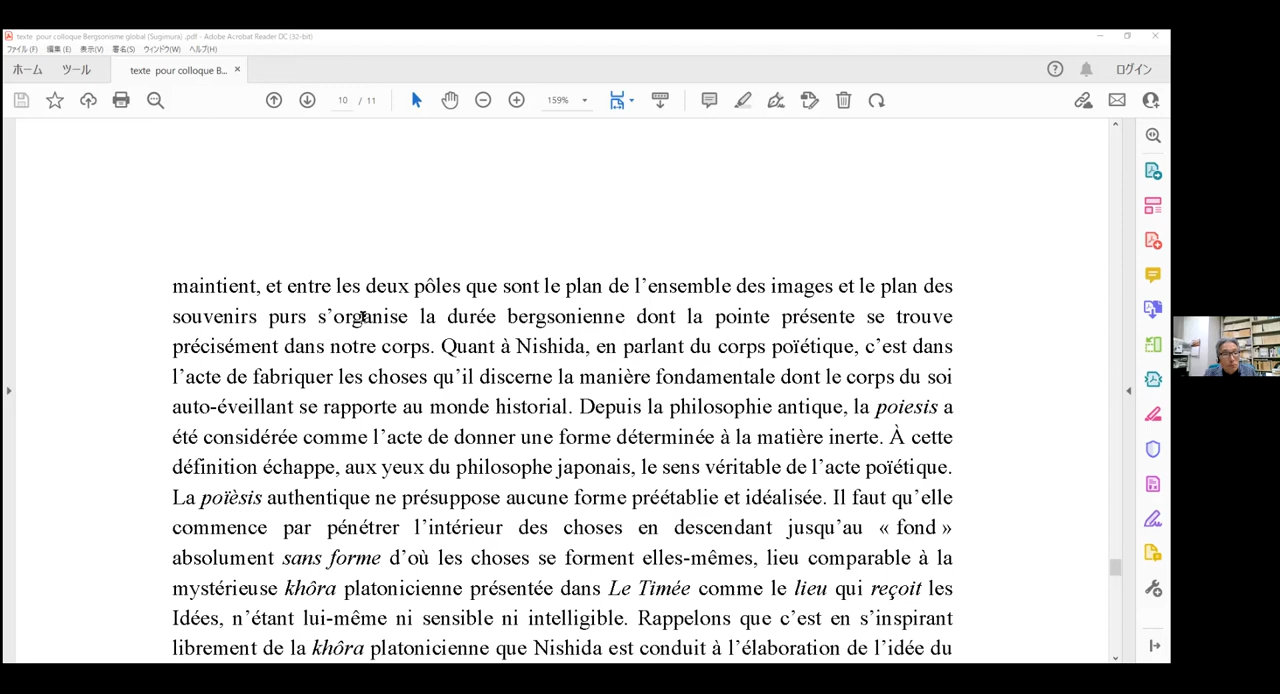 texte pour colloque Bergsonisme global (Sugimura) .pdf - Adobe Acrobat Reader DC (32-bit)
ファイル(F) 編集(E) 表示(V) 署名(S) ウィンドウ(W) ヘルプ(H)
ホーム ツール texte pour colloque B... × ログイン
10 / 11 159%
maintient, et entre les deux pôles que sont le plan de l’ensemble des images et le plan des
souvenirs purs s’organise la durée bergsonienne dont la pointe présente se trouve
précisément dans notre corps. Quant à Nishida, en parlant du corps poïétique, c’est dans
l’acte de fabriquer les choses qu’il discerne la manière fondamentale dont le corps du soi
auto-éveillant se rapporte au monde historial. Depuis la philosophie antique, la poiesis a
été considérée comme l’acte de donner une forme déterminée à la matière inerte. À cette
définition échappe, aux yeux du philosophe japonais, le sens véritable de l’acte poïétique.
La poïèsis authentique ne présuppose aucune forme préétablie et idéalisée. Il faut qu’elle
commence par pénétrer l’intérieur des choses en descendant jusqu’au « fond »
absolument sans forme d’où les choses se forment elles-mêmes, lieu comparable à la
mystérieuse khôra platonicienne présentée dans Le Timée comme le lieu qui reçoit les
Idées, n’étant lui-même ni sensible ni intelligible. Rappelons que c’est en s’inspirant
librement de la khôra platonicienne que Nishida est conduit à l’élaboration de l’idée du